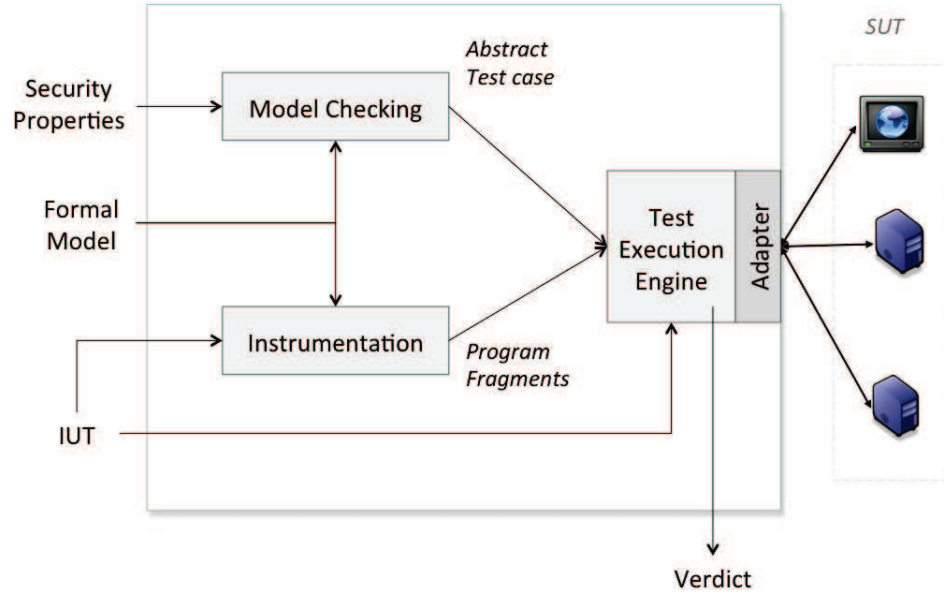 SUT
Abstract
Test case
Security
Properties
Model Checking
Formal
Model
Test
Execution
Engine
Adapter
Instrumentation
Program
Fragments
IUT
Verdict